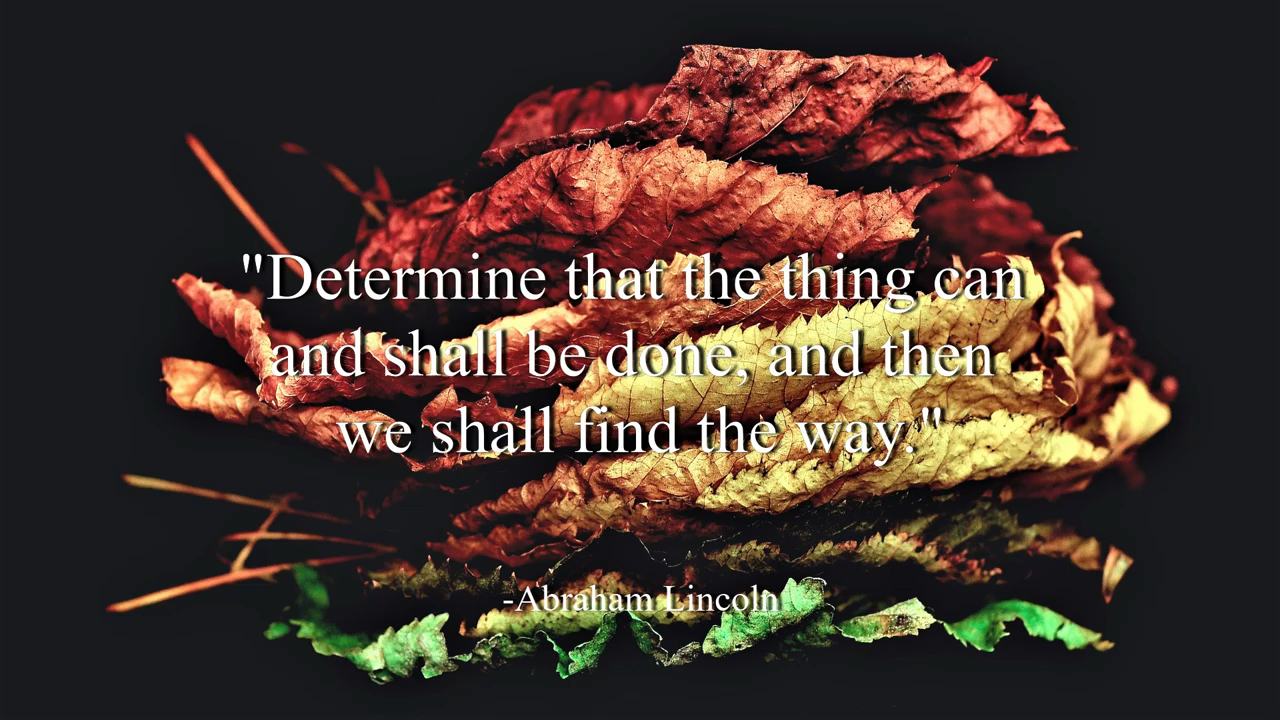 "Determine that the thing can
and shall be done, and then
we shall find the way."
-Abraham Lincoln